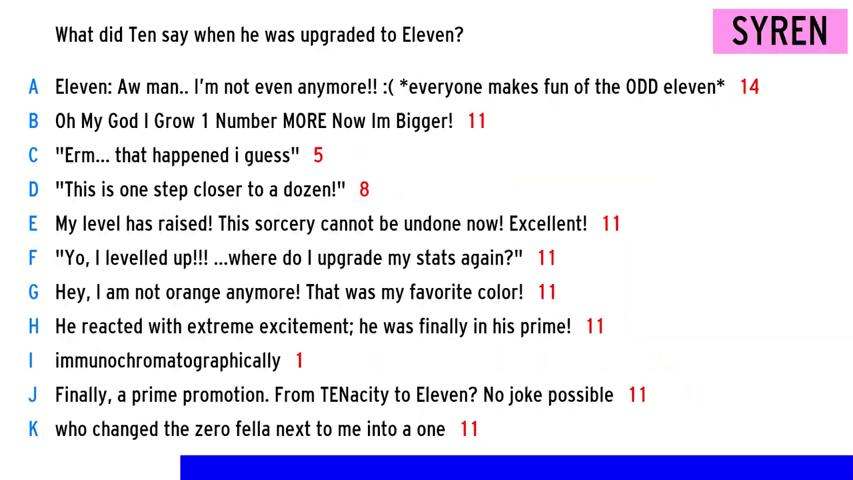 What did Ten say when he was upgraded to Eleven?
SYREN
A Eleven: Aw man.. I'm not even anymore!! :( *everyone makes fun of the ODD eleven* 14
B Oh My God I Grow 1 Number MORE Now Im Bigger! 11
C "Erm... that happened i guess" 5
D "This is one step closer to a dozen!" 8
E My level has raised! This sorcery cannot be undone now! Excellent! 11
F "Yo, I levelled up!!! ...where do I upgrade my stats again?" 11
G Hey, I am not orange anymore! That was my favorite color! 11
H He reacted with extreme excitement; he was finally in his prime! 11
I immunochromatographically 1
J Finally, a prime promotion. From TENacity to Eleven? No joke possible 11
K who changed the zero fella next to me into a one 11